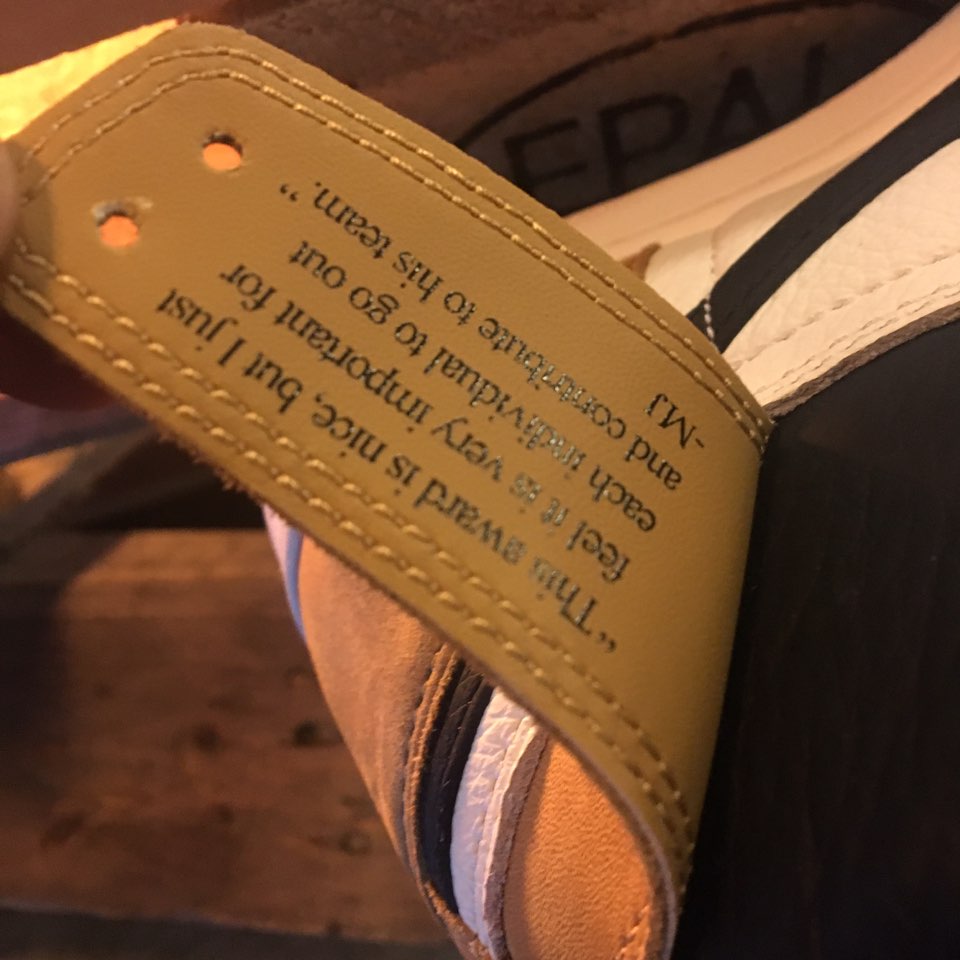 “This award is nice, but I just
feel it is very important for
each individual to go out
and contribute to his team.”
-MJ